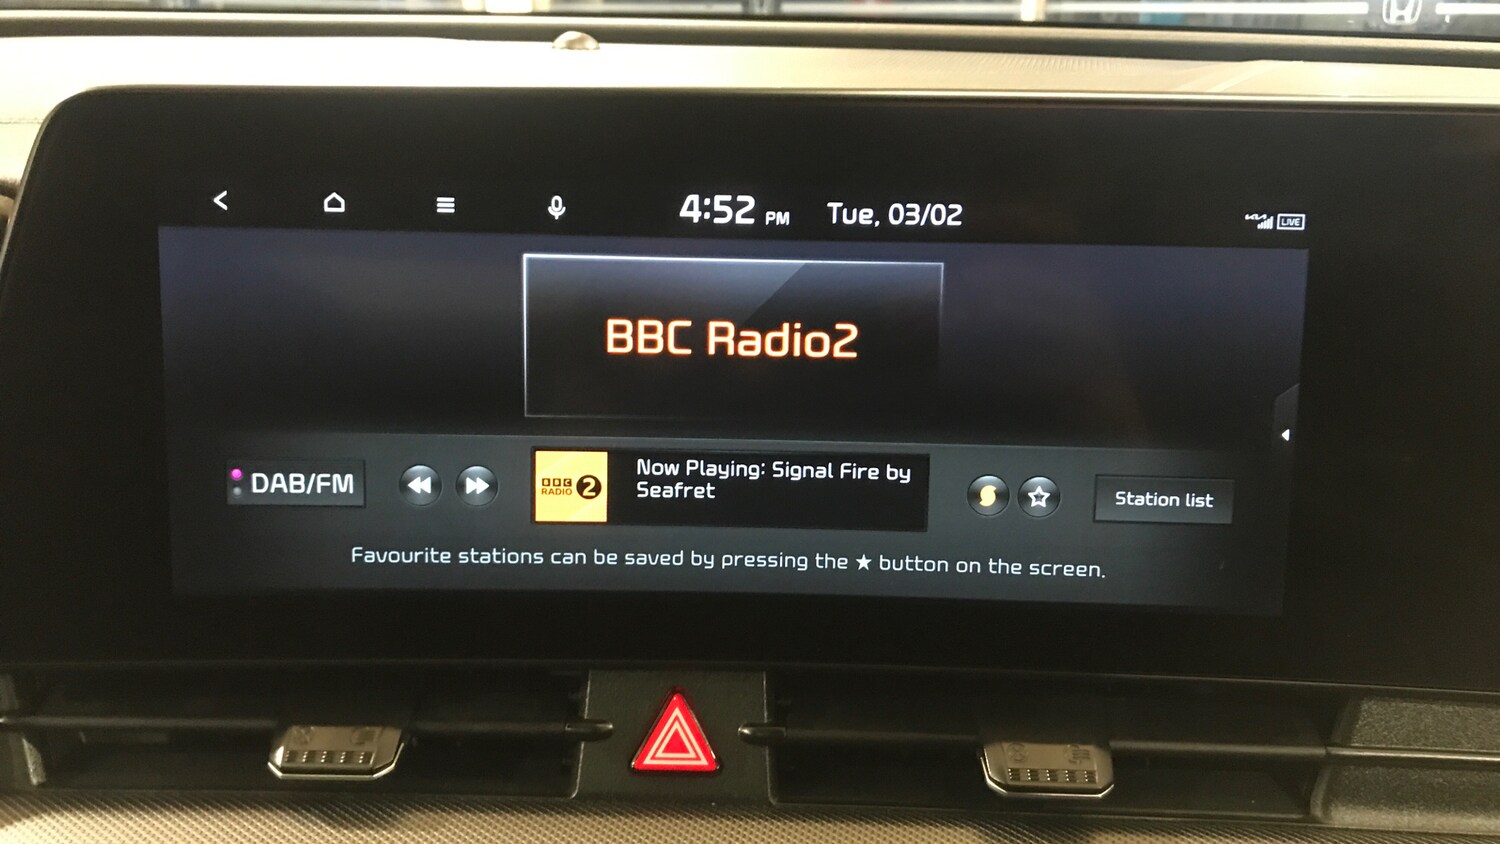 4:52 PM Tue, 03/02
LIVE
BBC Radio2
DAB/FM
BBC
RADIO 2
Now Playing: Signal Fire by
Seafret
Station list
Favourite stations can be saved by pressing the ★ button on the screen.